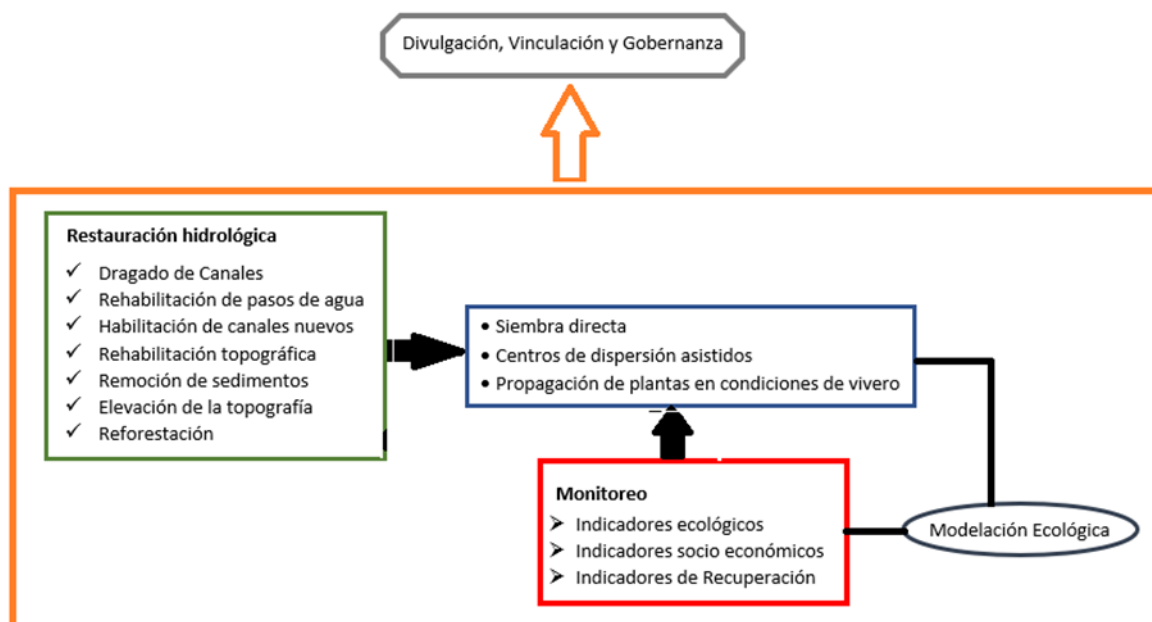 Divulgación, Vinculación y Gobernanza
Restauración hidrológica
✓ Dragado de Canales
✓ Rehabilitación de pasos de agua
✓ Habilitación de canales nuevos
✓ Rehabilitación topográfica
✓ Remoción de sedimentos
✓ Elevación de la topografía
✓ Reforestación
• Siembra directa
• Centros de dispersión asistidos
• Propagación de plantas en condiciones de vivero
Monitoreo
➢ Indicadores ecológicos
➢ Indicadores socio económicos
➢ Indicadores de Recuperación
Modelación Ecológica